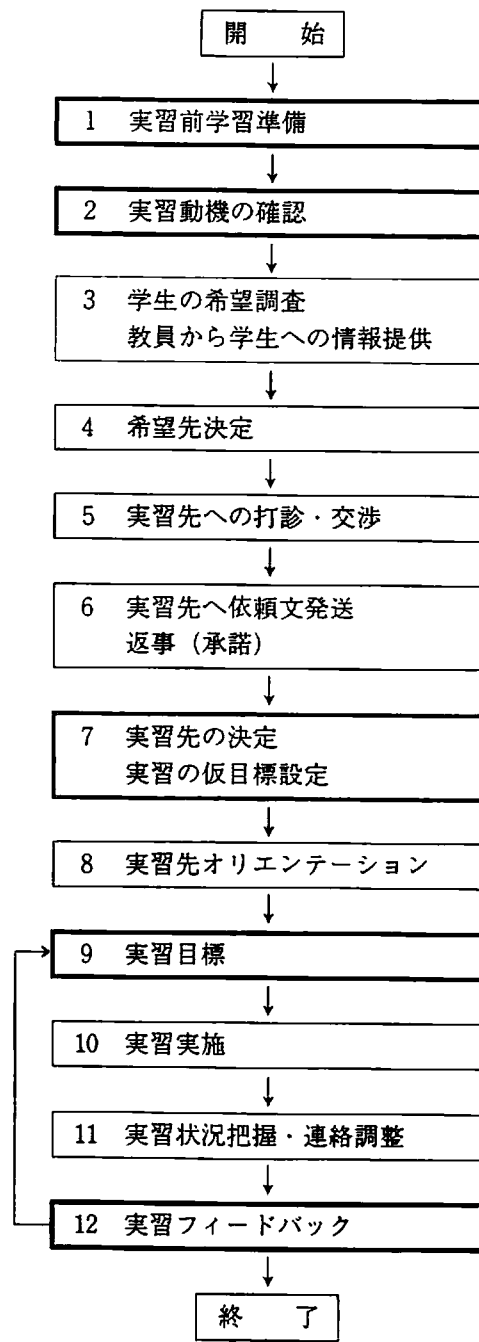 開　始
1　実習前学習準備
2　実習動機の確認
3　学生の希望調査
教員から学生への情報提供
4　希望先決定
5　実習先への打診・交渉
6　実習先へ依頼文発送
返事（承諾）
7　実習先の決定
実習の仮目標設定
8　実習先オリエンテーション
9　実習目標
10　実習実施
11　実習状況把握・連絡調整
12　実習フィードバック
終　了